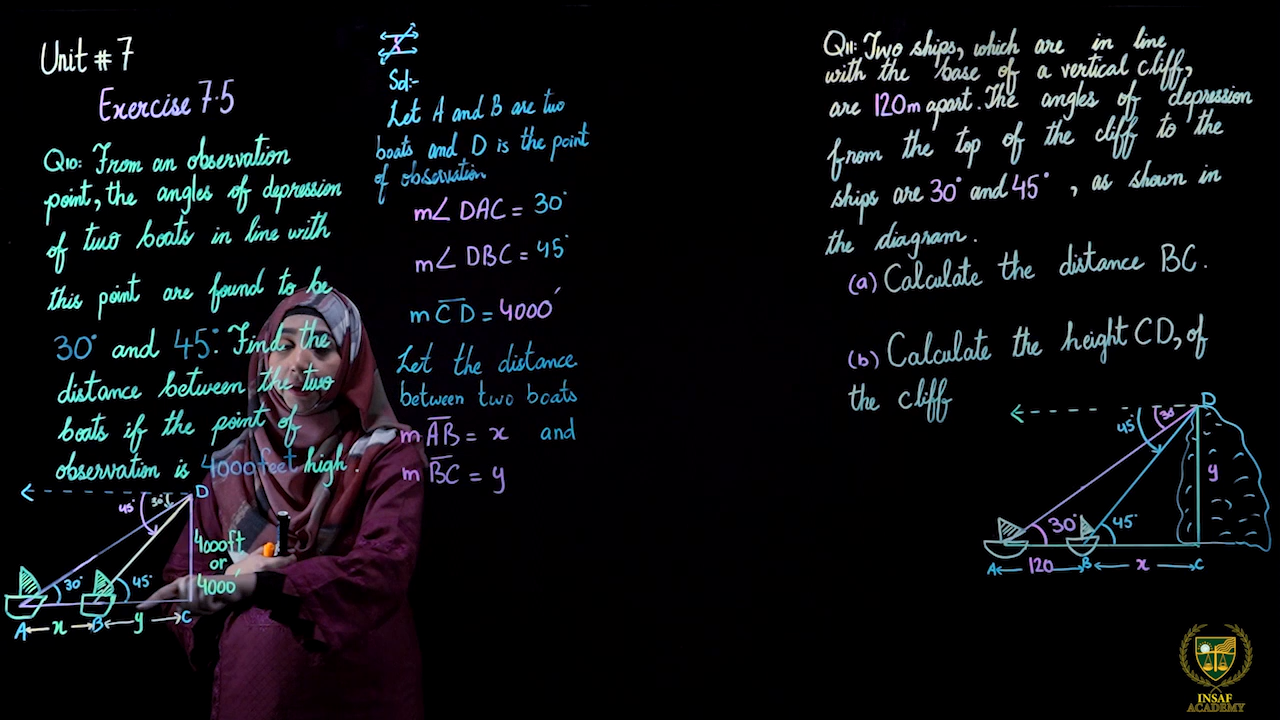 Unit # 7
Exercise 7.5
Q10: From an observation
point, the angles of depression
of two boats in line with
this point are found to be
30° and 45°. Find the
distance between the two
boats if the point of
observation is 4000 feet high.
D
45° 30°
4000ft
or
4000'
30° 45°
A x B y C
Sol:-
Let A and B are two
boats and D is the point
of observation
m∠ DAC = 30°
m∠ DBC = 45°
m CD = 4000'
Let the distance
between two boats
m AB = x and
m BC = y
Q11: Two ships, which are in line
with the base of a vertical cliff,
are 120m apart. The angles of depression
from the top of the cliff to the
ships are 30° and 45°, as shown in
the diagram.
(a) Calculate the distance BC.
(b) Calculate the height CD, of
the cliff
D
45° 30°
y
30° 45°
A 120 B x C
INSAF
ACADEMY